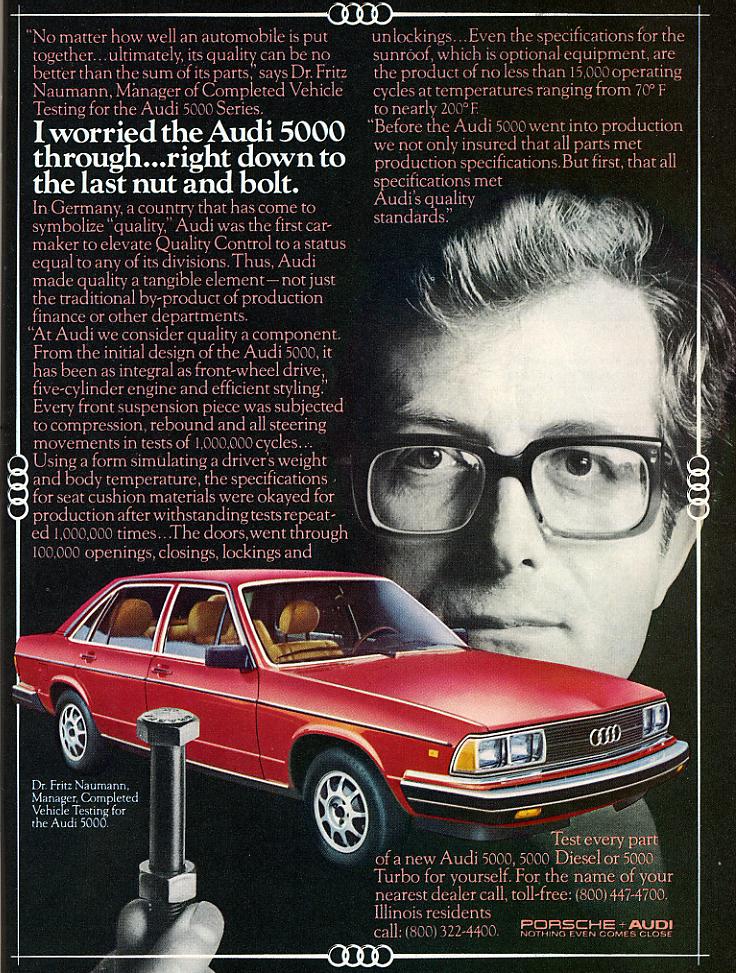 "No matter how well an automobile is put
together...ultimately, its quality can be no
better than the sum of its parts," says Dr. Fritz
Naumann, Manager of Completed Vehicle
Testing for the Audi 5000 Series.
I worried the Audi 5000
through...right down to
the last nut and bolt.
In Germany, a country that has come to
symbolize "quality," Audi was the first car-
maker to elevate Quality Control to a status
equal to any of its divisions. Thus, Audi
made quality a tangible element—not just
the traditional by-product of production
finance or other departments.
"At Audi we consider quality a component.
From the initial design of the Audi 5000, it
has been as integral as front-wheel drive,
five-cylinder engine and efficient styling."
Every front suspension piece was subjected
to compression, rebound and all steering
movements in tests of 1,000,000 cycles...
Using a form simulating a driver's weight
and body temperature, the specifications
for seat cushion materials were okayed for
production after withstanding tests repeat-
ed 1,000,000 times...The doors, went through
100,000 openings, closings, lockings and
unlockings...Even the specifications for the
sunroof, which is optional equipment, are
the product of no less than 15,000 operating
cycles at temperatures ranging from 70° F
to nearly 200° F.
"Before the Audi 5000 went into production
we not only insured that all parts met
production specifications. But first, that all
specifications met
Audi's quality
standards."
Dr. Fritz Naumann,
Manager, Completed
Vehicle Testing for
the Audi 5000.
Test every part
of a new Audi 5000, 5000 Diesel or 5000
Turbo for yourself. For the name of your
nearest dealer call, toll-free: (800) 447-4700.
Illinois residents
call: (800) 322-4400.
PORSCHE + AUDI
NOTHING EVEN COMES CLOSE